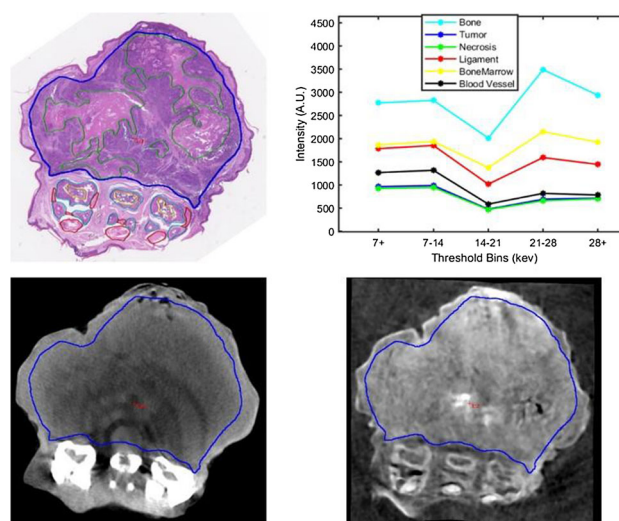 4500
4000
3500
3000
2500
2000
1500
1000
500
0
Intensity (A.U.)
Bone
Tumor
Necrosis
Ligament
BoneMarrow
Blood Vessel
7+ 7-14 14-21 21-28 28+
Threshold Bins (kev)